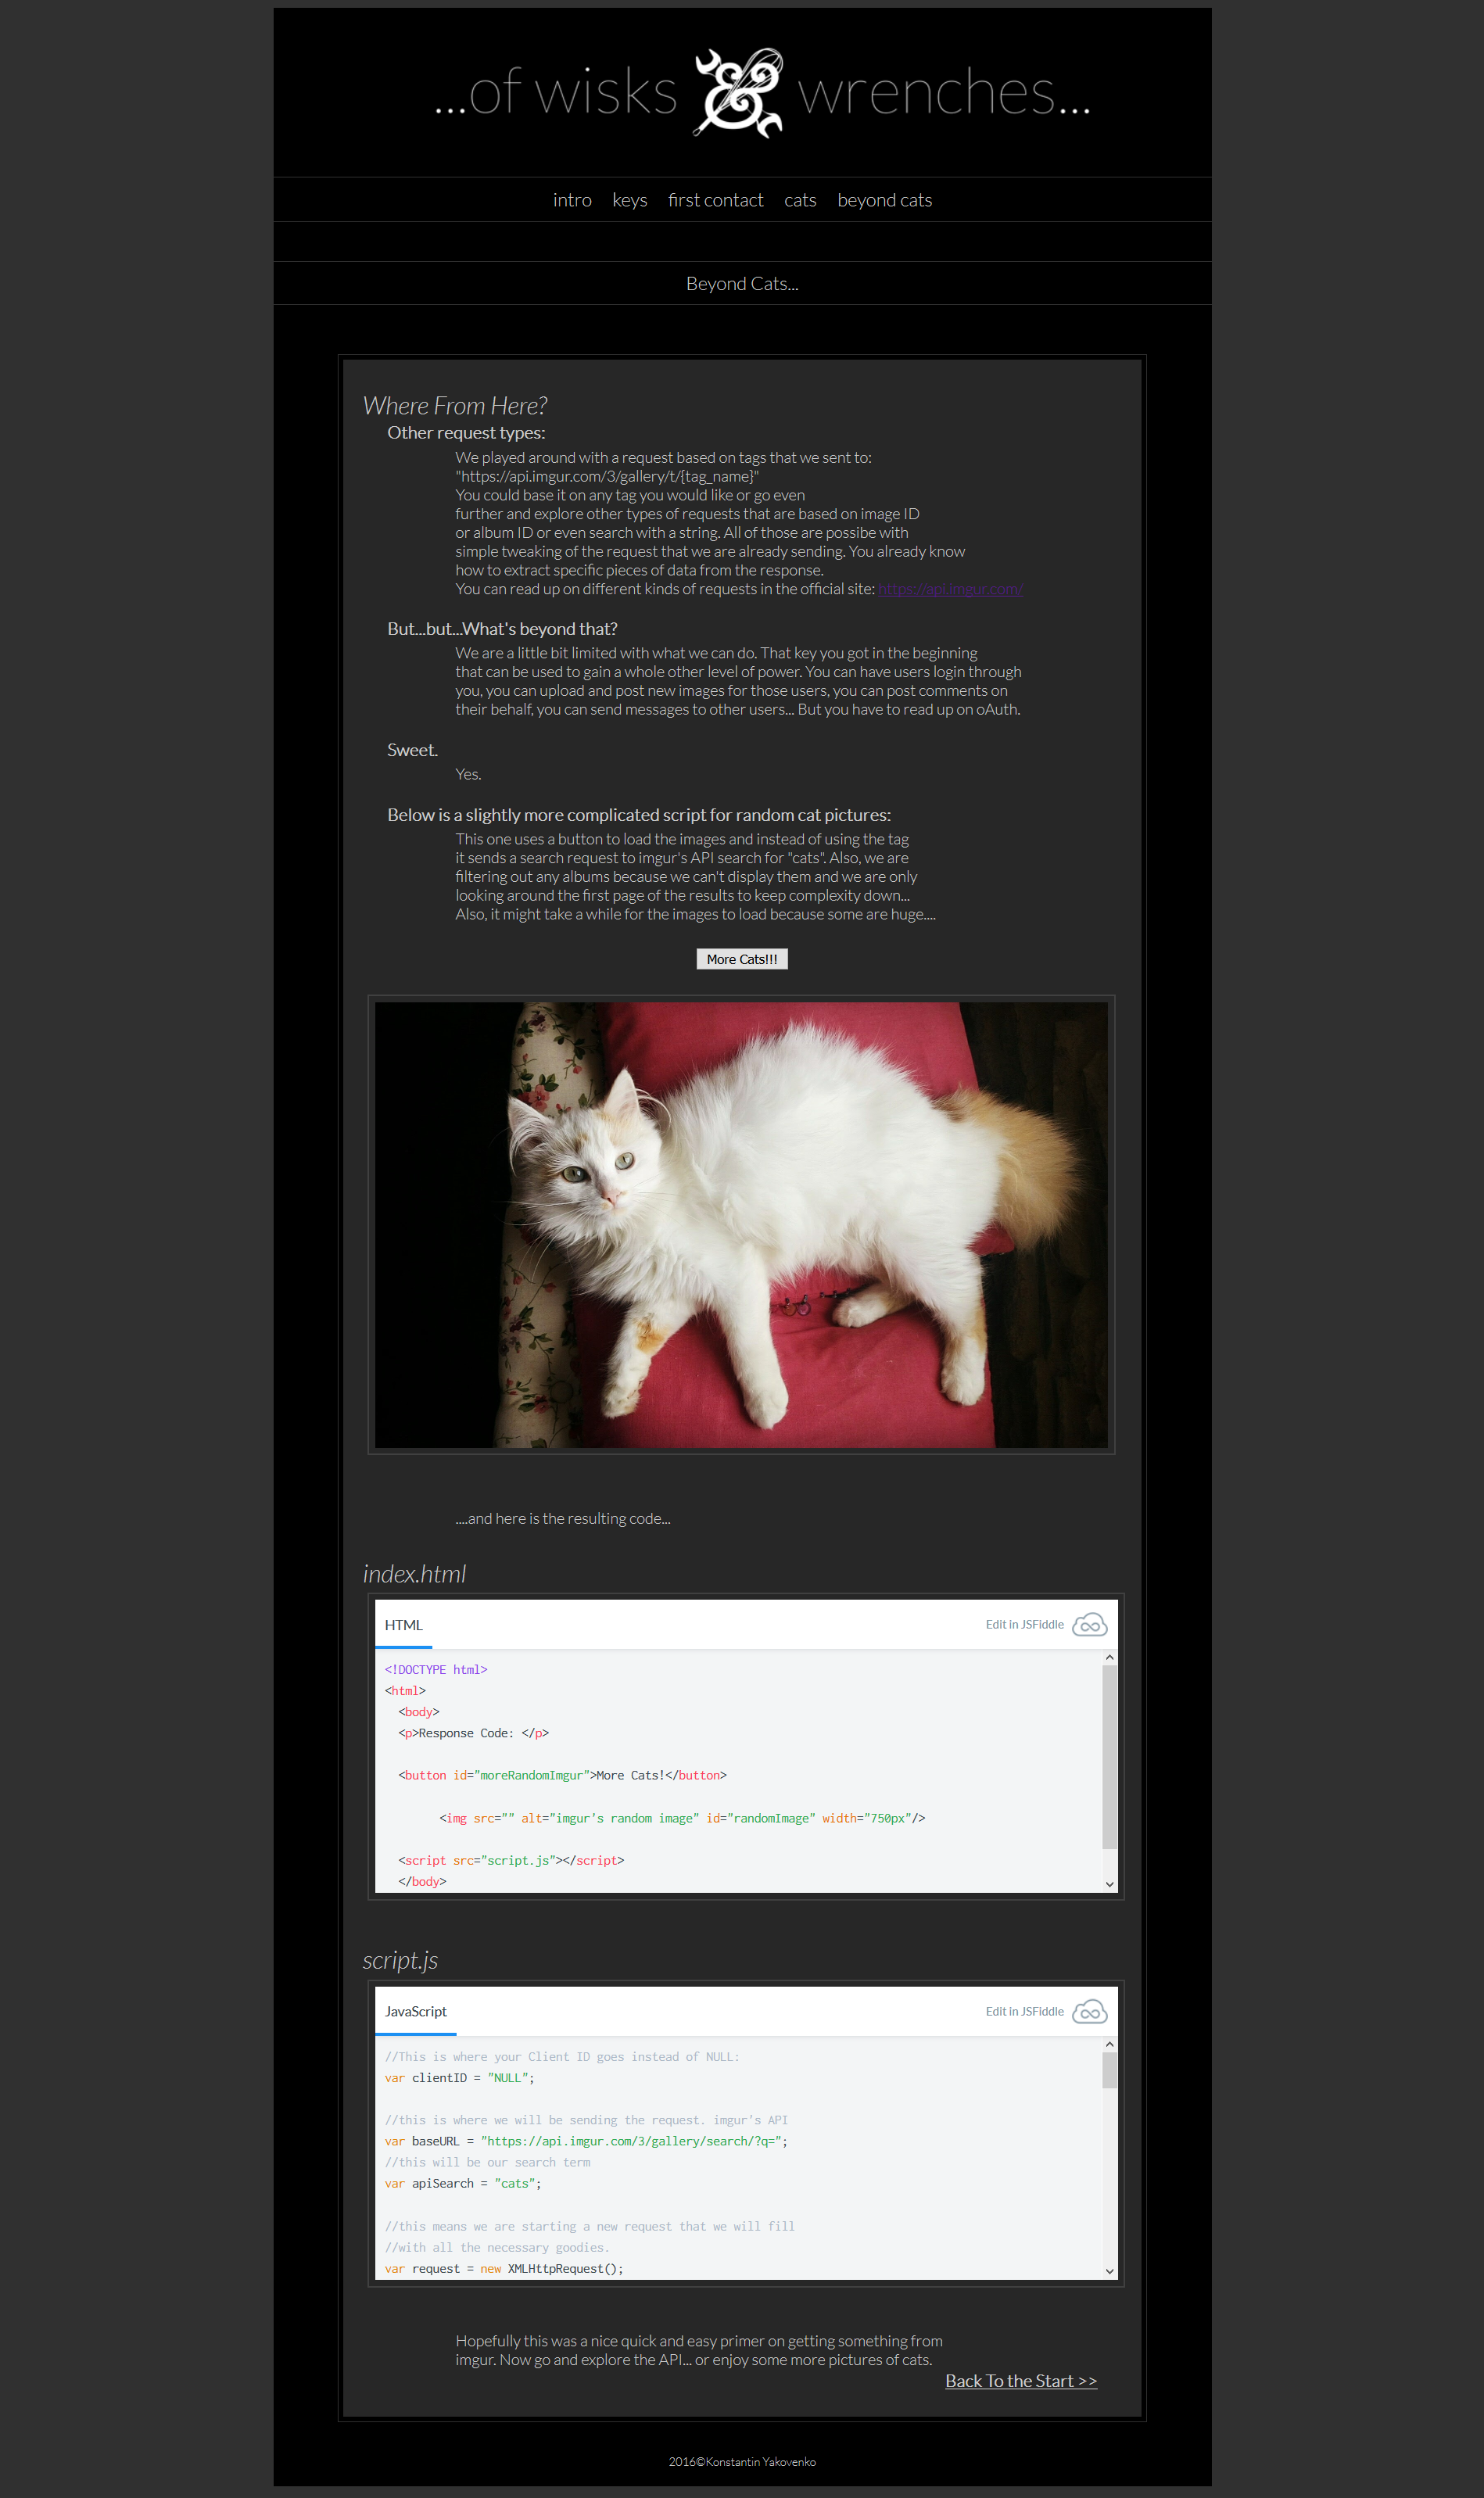 ...of wisks & wrenches...
intro keys first contact cats beyond cats
Beyond Cats...
Where From Here?
Other request types:
We played around with a request based on tags that we sent to:
"https://api.imgur.com/3/gallery/t/{tag_name}"
You could base it on any tag you would like or go even
further and explore other types of requests that are based on image ID
or album ID or even search with a string. All of those are possibe with
simple tweaking of the request that we are already sending. You already know
how to extract specific pieces of data from the response.
You can read up on different kinds of requests in the official site: https://api.imgur.com/
But...but...What's beyond that?
We are a little bit limited with what we can do. That key you got in the beginning
that can be used to gain a whole other level of power. You can have users login through
you, you can upload and post new images for those users, you can post comments on
their behalf, you can send messages to other users... But you have to read up on oAuth.
Sweet.
Yes.
Below is a slightly more complicated script for random cat pictures:
This one uses a button to load the images and instead of using the tag
it sends a search request to imgur's API search for "cats". Also, we are
filtering out any albums because we can't display them and we are only
looking around the first page of the results to keep complexity down...
Also, it might take a while for the images to load because some are huge....
More Cats!!!
....and here is the resulting code...
index.html
HTML Edit in JSFiddle
<!DOCTYPE html>
<html>
<body>
<p>Response Code: </p>
<button id="moreRandomImgur">More Cats!</button>
<img src="" alt="imgur's random image" id="randomImage" width="750px"/>
<script src="script.js"></script>
</body>
script.js
JavaScript Edit in JSFiddle
//This is where your Client ID goes instead of NULL:
var clientID = "NULL";
//this is where we will be sending the request. imgur's API
var baseURL = "https://api.imgur.com/3/gallery/search/?q=";
//this will be our search term
var apiSearch = "cats";
//this means we are starting a new request that we will fill
//with all the necessary goodies.
var request = new XMLHttpRequest();
Hopefully this was a nice quick and easy primer on getting something from
imgur. Now go and explore the API... or enjoy some more pictures of cats.
Back To the Start >>
2016©Konstantin Yakovenko